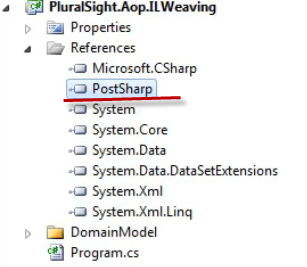 PluralSight.Aop.ILWeaving
Properties
References
Microsoft.CSharp
PostSharp
System
System.Core
System.Data
System.Data.DataSetExtensions
System.Xml
System.Xml.Linq
DomainModel
Program.cs